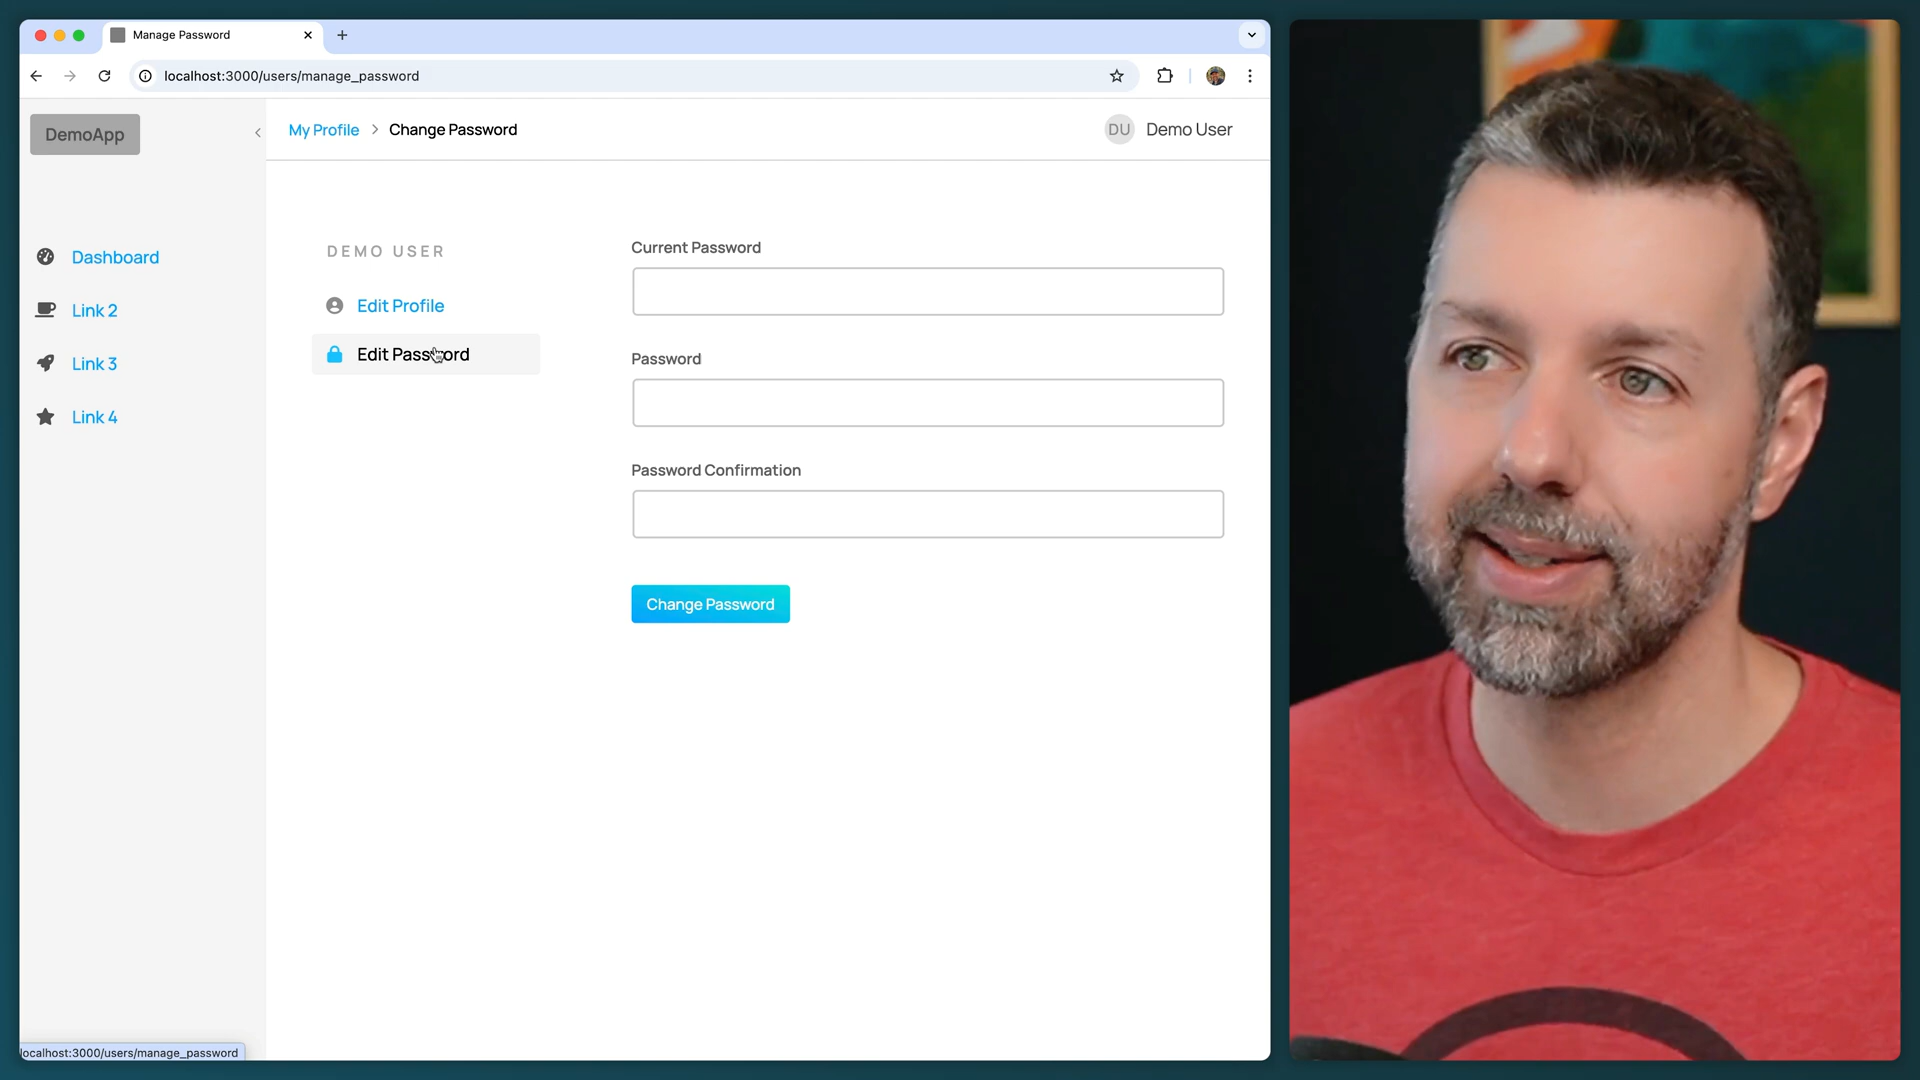 Manage Password
localhost:3000/users/manage_password
DemoApp
My Profile > Change Password
DU Demo User
Dashboard
Link 2
Link 3
Link 4
DEMO USER
Edit Profile
Edit Password
Current Password
Password
Password Confirmation
Change Password
localhost:3000/users/manage_password